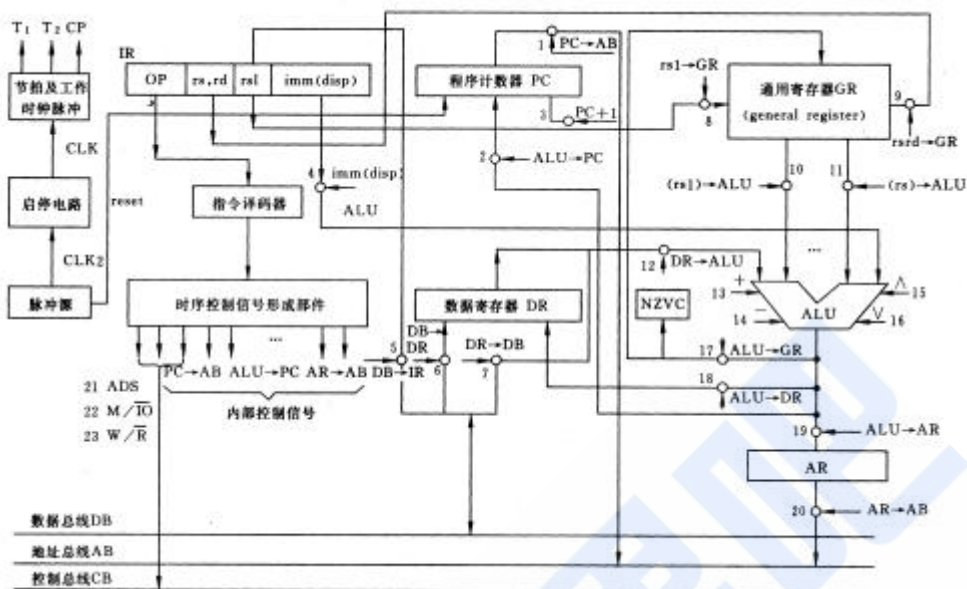 T₁ T₂ CP
节拍及工作
时钟脉冲
CLK
启停电路
reset
CLK2
脉冲源
IR
OP rs,rd rs1 imm(disp)
4
imm(disp)
ALU
指令译码器
时序控制信号形成部件
...
PC→AB ALU→PC AR→AB
内部控制信号
21 ADS
22 M/I̅O̅
23 W/R̅
1
PC→AB
程序计数器 PC
3
PC+1
2
ALU→PC
数据寄存器 DR
DB→
DR
5
DB→IR
6
DR→DB
7
rs1→GR
8
通用寄存器GR
(general register)
9
rsrd→GR
10
11
(rs1)→ALU
(rs)→ALU
...
12
DR→ALU
+
13
−
14
ALU
∧
15
∨
16
NZVC
17
ALU→GR
18
ALU→DR
19
ALU→AR
AR
20
AR→AB
数据总线DB
地址总线AB
控制总线CB